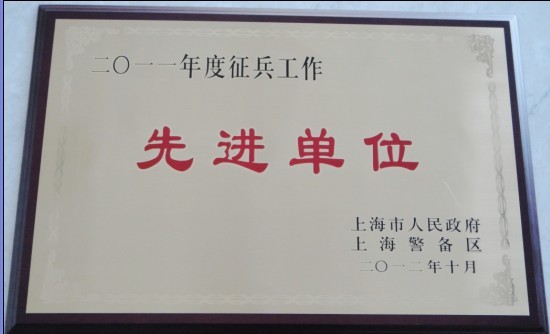 二〇一一年度征兵工作
先进单位
上海市人民政府
上海警备区
二〇一二年十月